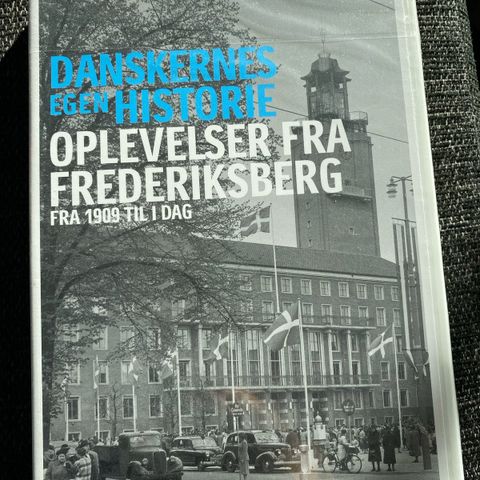 DANSKERNES
EGEN HISTORIE
OPLEVELSER FRA
FREDERIKSBERG
FRA 1909 TIL I DAG